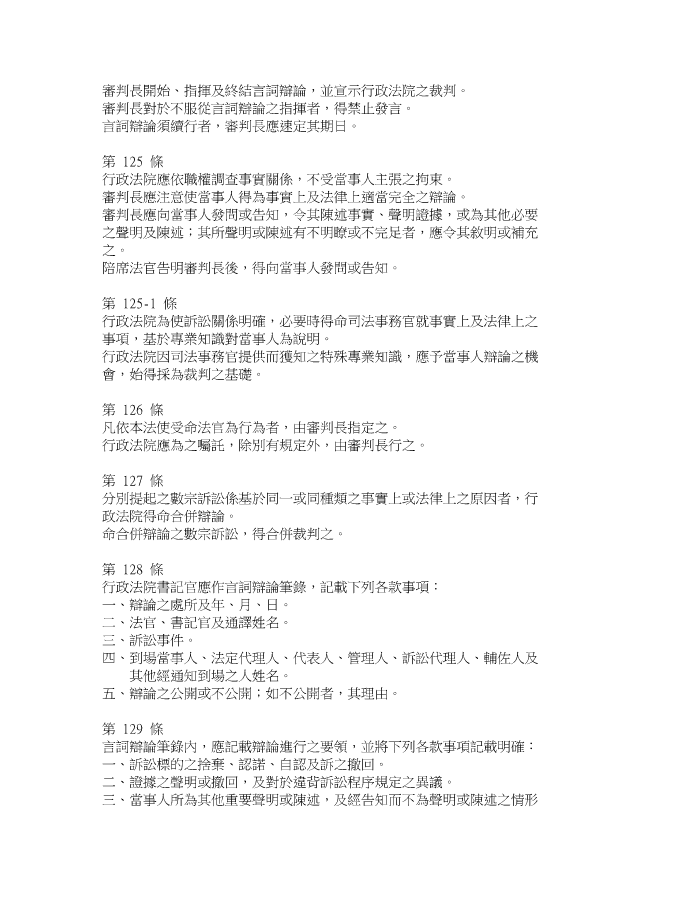 審判長開始、指揮及終結言詞辯論，並宣示行政法院之裁判。
審判長對於不服從言詞辯論之指揮者，得禁止發言。
言詞辯論須續行者，審判長應速定其期日。
第 125 條
行政法院應依職權調查事實關係，不受當事人主張之拘束。
審判長應注意使當事人得為事實上及法律上適當完全之辯論。
審判長應向當事人發問或告知，令其陳述事實、聲明證據，或為其他必要
之聲明及陳述；其所聲明或陳述有不明瞭或不完足者，應令其敘明或補充
之。
陪席法官告明審判長後，得向當事人發問或告知。
第 125-1 條
行政法院為使訴訟關係明確，必要時得命司法事務官就事實上及法律上之
事項，基於專業知識對當事人為說明。
行政法院因司法事務官提供而獲知之特殊專業知識，應予當事人辯論之機
會，始得採為裁判之基礎。
第 126 條
凡依本法使受命法官為行為者，由審判長指定之。
行政法院應為之囑託，除別有規定外，由審判長行之。
第 127 條
分別提起之數宗訴訟係基於同一或同種類之事實上或法律上之原因者，行
政法院得命合併辯論。
命合併辯論之數宗訴訟，得合併裁判之。
第 128 條
行政法院書記官應作言詞辯論筆錄，記載下列各款事項：
一、辯論之處所及年、月、日。
二、法官、書記官及通譯姓名。
三、訴訟事件。
四、到場當事人、法定代理人、代表人、管理人、訴訟代理人、輔佐人及
其他經通知到場之人姓名。
五、辯論之公開或不公開；如不公開者，其理由。
第 129 條
言詞辯論筆錄內，應記載辯論進行之要領，並將下列各款事項記載明確：
一、訴訟標的之捨棄、認諾、自認及訴之撤回。
二、證據之聲明或撤回，及對於違背訴訟程序規定之異議。
三、當事人所為其他重要聲明或陳述，及經告知而不為聲明或陳述之情形